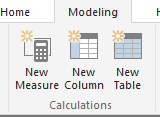 Home Modeling
New New New
Measure Column Table
Calculations